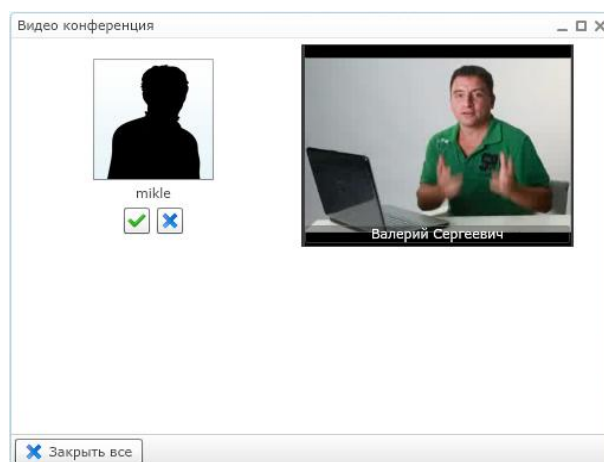 Видео конференция
mikle
Валерий Сергеевич
Закрыть все